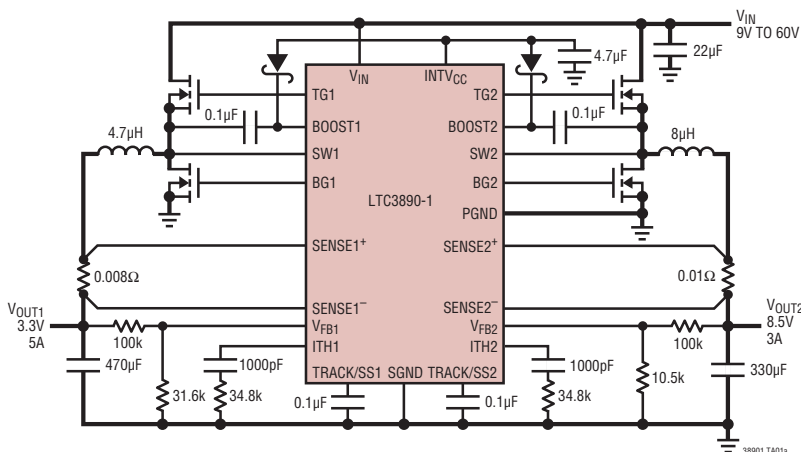 VIN
9V TO 60V
22µF
4.7µF
VIN
INTVCC
TG1
TG2
0.1µF
0.1µF
BOOST1
BOOST2
4.7µH
8µH
SW1
SW2
BG1
BG2
LTC3890-1
PGND
SENSE1+
SENSE2+
0.008Ω
0.01Ω
SENSE1–
SENSE2–
VOUT1
3.3V
5A
VOUT2
8.5V
3A
VFB1
VFB2
100k
100k
ITH1
ITH2
470µF
1000pF
1000pF
330µF
TRACK/SS1
SGND
TRACK/SS2
31.6k
34.8k
0.1µF
0.1µF
34.8k
10.5k
38901 TA01a